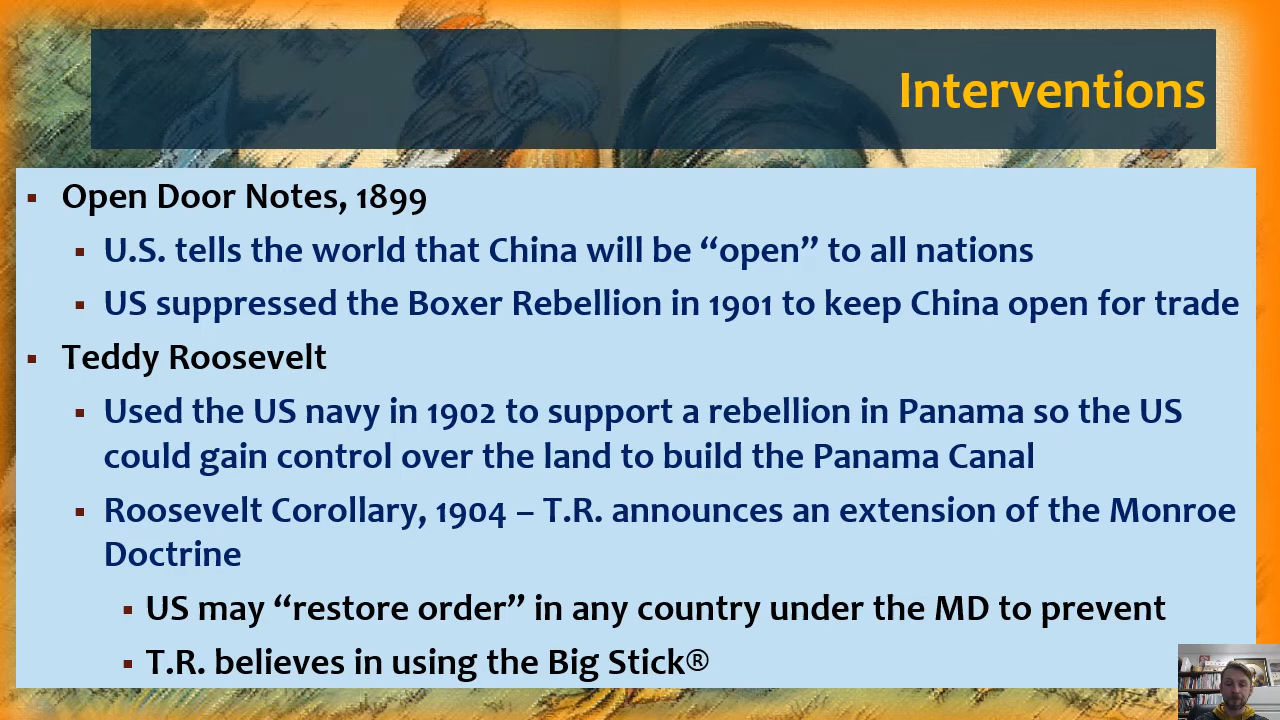 Interventions
▪ Open Door Notes, 1899
▪ U.S. tells the world that China will be “open” to all nations
▪ US suppressed the Boxer Rebellion in 1901 to keep China open for trade
▪ Teddy Roosevelt
▪ Used the US navy in 1902 to support a rebellion in Panama so the US
could gain control over the land to build the Panama Canal
▪ Roosevelt Corollary, 1904 – T.R. announces an extension of the Monroe
Doctrine
▪ US may “restore order” in any country under the MD to prevent
▪ T.R. believes in using the Big Stick®